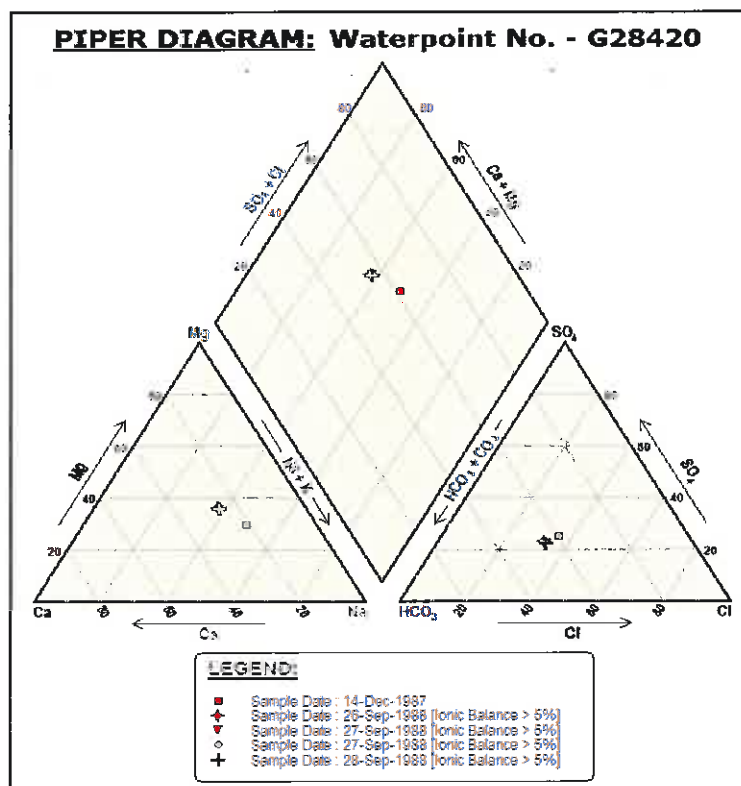 PIPER DIAGRAM: Waterpoint No. - G28420
80 80
60
SO₄ + Cl
Ca + Mg
40
20 20
Mg SO₄
Na + K
HCO₃ + CO₃
Mg
SO₄
40 40
20 20
Ca Na HCO₃ Cl
40 20 40 60 80
Ca Cl
LEGEND:
Sample Date : 14-Dec-1987
Sample Date : 26-Sep-1988 [Ionic Balance > 5%]
Sample Date : 27-Sep-1988 [Ionic Balance > 5%]
Sample Date : 27-Sep-1988 [Ionic Balance > 5%]
Sample Date : 28-Sep-1988 [Ionic Balance > 5%]